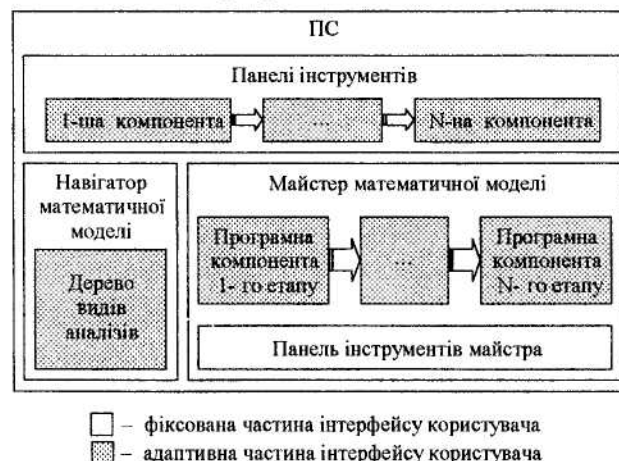 ПС
Панелі інструментів
1-ша компонента
...
N-на компонента
Навігатор
математичної
моделі
Дерево
видів
аналізів
Майстер математичної моделі
Програмна
компонента
1- го етапу
...
Програмна
компонента
N- го етапу
Панель інструментів майстра
– фіксована частина інтерфейсу користувача
– адаптивна частина інтерфейсу користувача